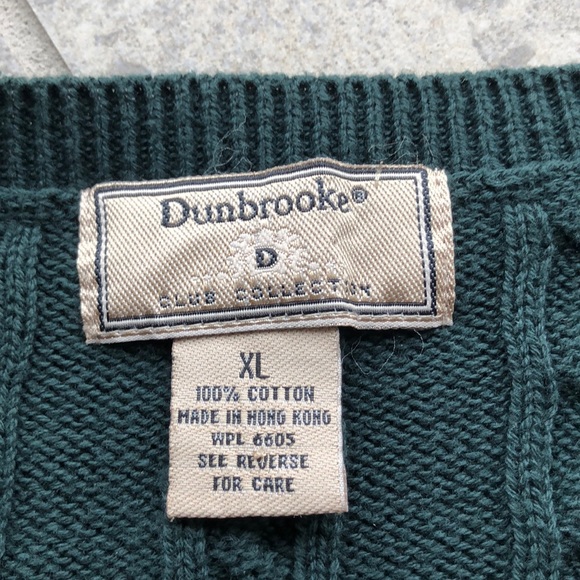 Dunbrooke®
D
CLUB COLLECTION
XL
100% COTTON
MADE IN HONG KONG
WPL 6605
SEE REVERSE
FOR CARE